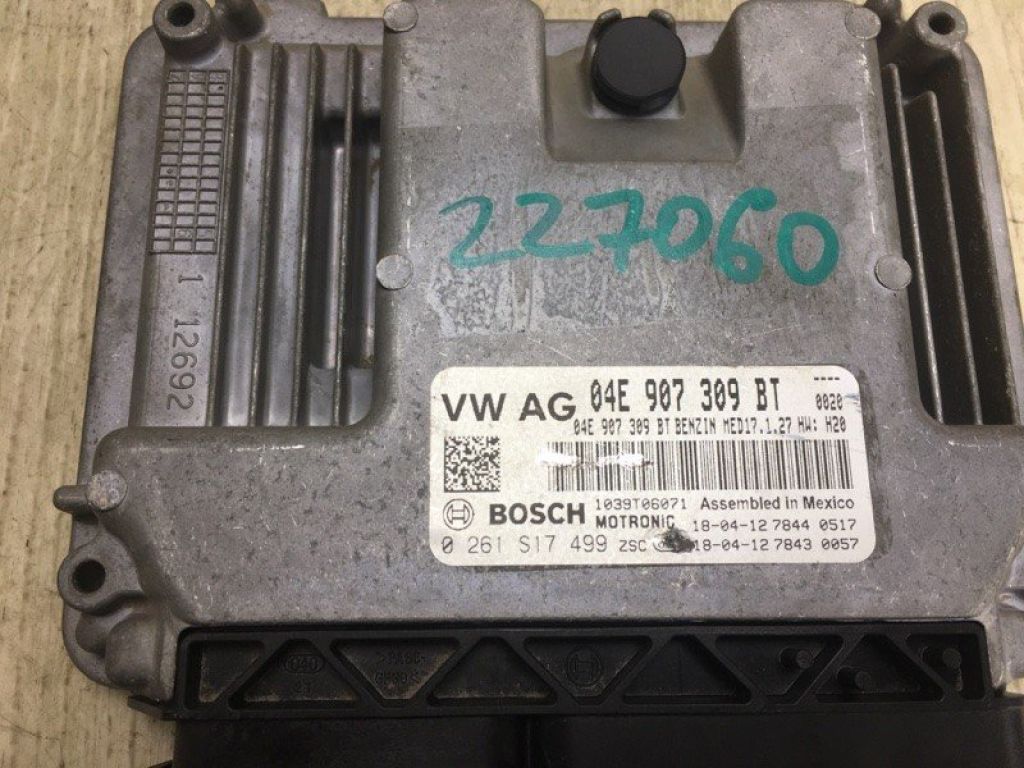 227060
1 12692
VW AG 04E 907 309 BT ----
0020
04E 907 309 BT BENZIN MED17.1.27 HW: H20
BOSCH 1039T06071 Assembled in Mexico
MOTRONIC 18-04-12 7844 0517
0 261 S17 499 ZSC 18-04-12 7843 0057